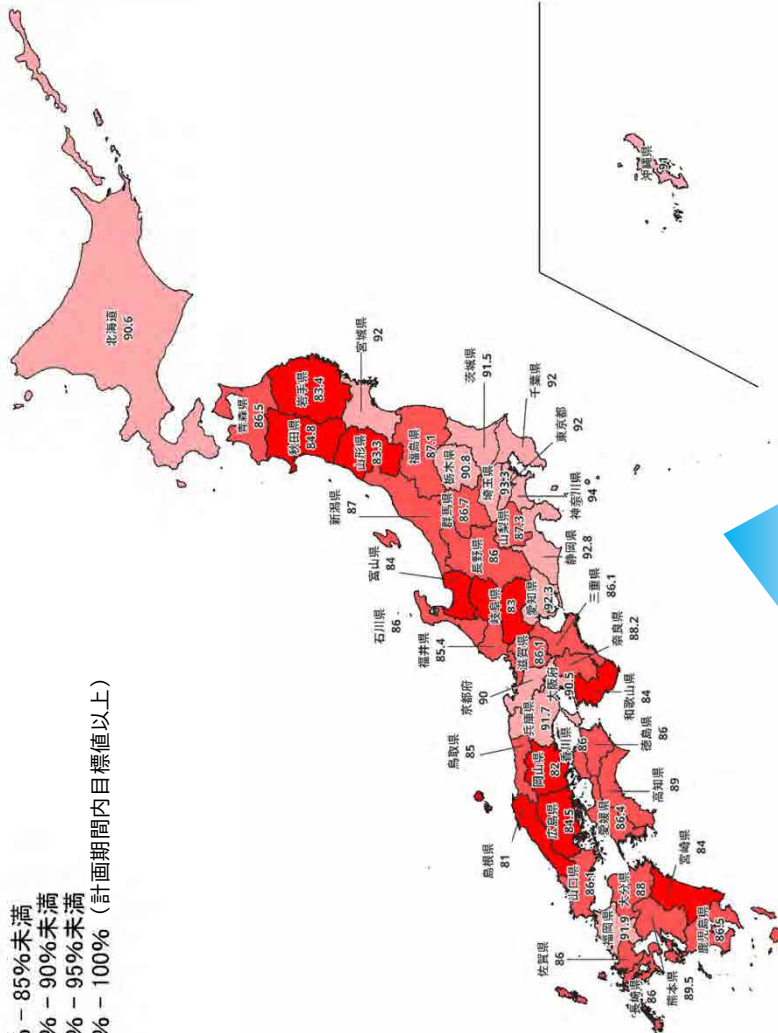 % – 85%未満
% – 90%未満
% – 95%未満
% – 100%（計画期間内目標値以上）
北海道
90.6
青森県
86.5
岩手県
83.4
秋田県
84.8
宮城県
92
山形県
83.3
福島県
87.1
新潟県
87
茨城県
91.5
栃木県
90.8
群馬県
86.7
埼玉県
93.3
千葉県
92
東京都
92
神奈川県
94
山梨県
87.3
長野県
86
富山県
84
石川県
86
福井県
85.4
岐阜県
83
静岡県
92.8
愛知県
92.3
三重県
86.1
滋賀県
86.1
京都府
90
大阪府
90.5
奈良県
88.2
和歌山県
84
兵庫県
91.7
鳥取県
85
岡山県
82
島根県
81
広島県
84.5
山口県
86.1
香川県
86
徳島県
86
高知県
89
愛媛県
86.4
福岡県
91.9
大分県
88
宮崎県
84
佐賀県
86
長崎県
86
熊本県
89.5
鹿児島県
86.5
沖縄県
91